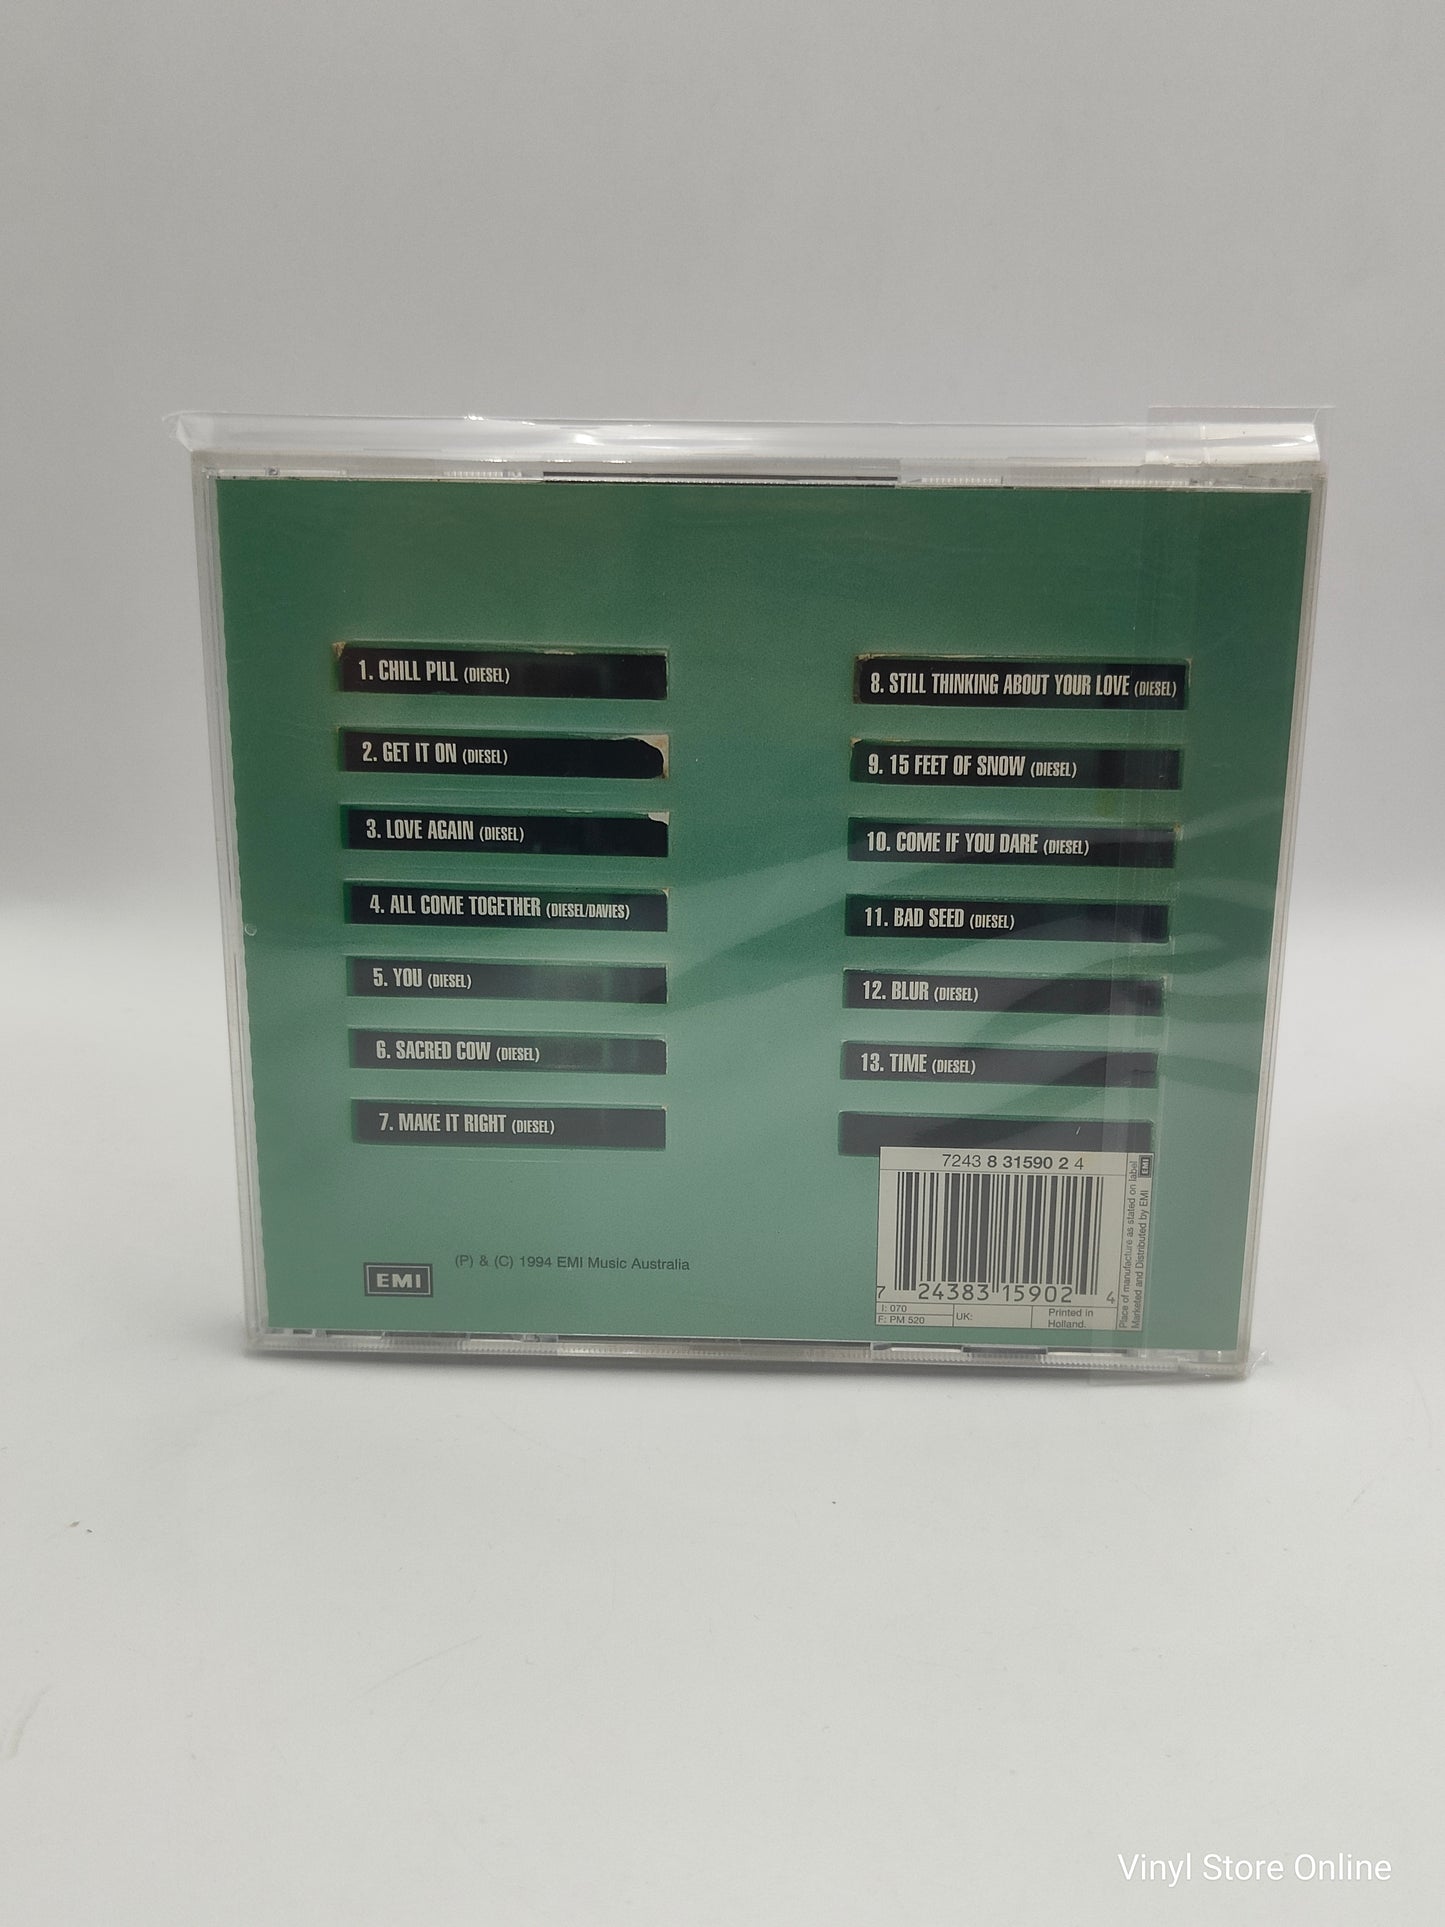 1. CHILL PILL (DIESEL)
2. GET IT ON (DIESEL)
3. LOVE AGAIN (DIESEL)
4. ALL COME TOGETHER (DIESEL/DAVIES)
5. YOU (DIESEL)
6. SACRED COW (DIESEL)
7. MAKE IT RIGHT (DIESEL)
8. STILL THINKING ABOUT YOUR LOVE (DIESEL)
9. 15 FEET OF SNOW (DIESEL)
10. COME IF YOU DARE (DIESEL)
11. BAD SEED (DIESEL)
12. BLUR (DIESEL)
13. TIME (DIESEL)
EMI
(P) & (C) 1994 EMI Music Australia
7243 8 31590 2 4
7 24383 15902 4
I: 070
F: PM 520
UK:
Printed in
Holland.
Place of manufacture as stated on label
Marketed and Distributed by EMI
EMI
Vinyl Store Online